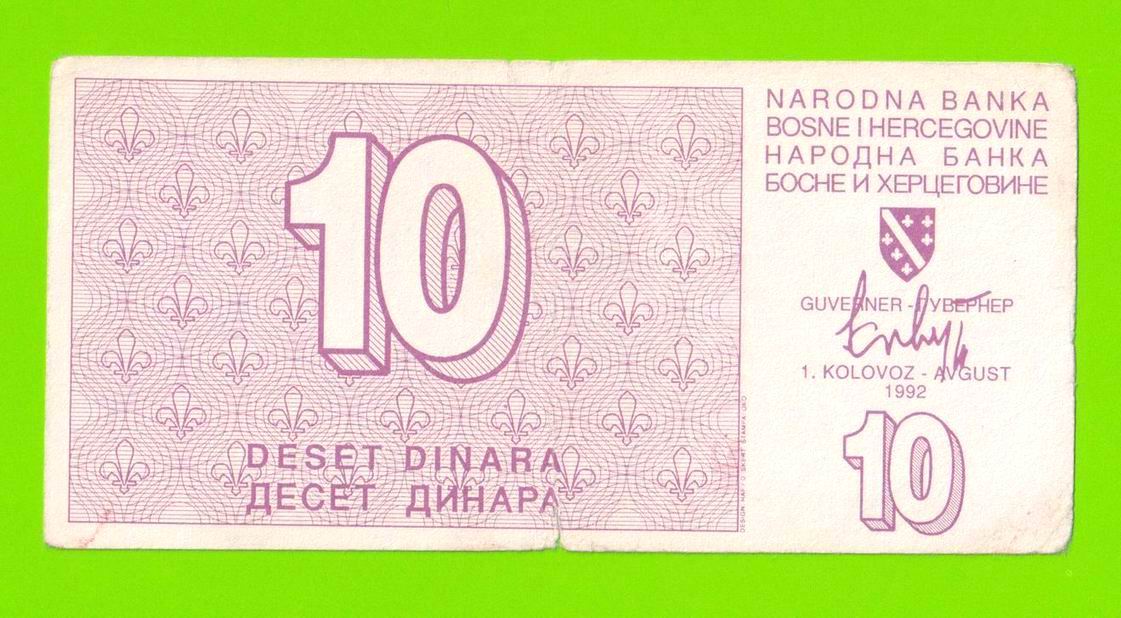 10
DESET DINARA
ДЕСЕТ ДИНАРА
NARODNA BANKA
BOSNE I HERCEGOVINE
НАРОДНА БАНКА
БОСНЕ И ХЕРЦЕГОВИНЕ
GUVERNER - ГУВЕРНЕР
1. KOLOVOZ - AVGUST
1992
10
DESIGN